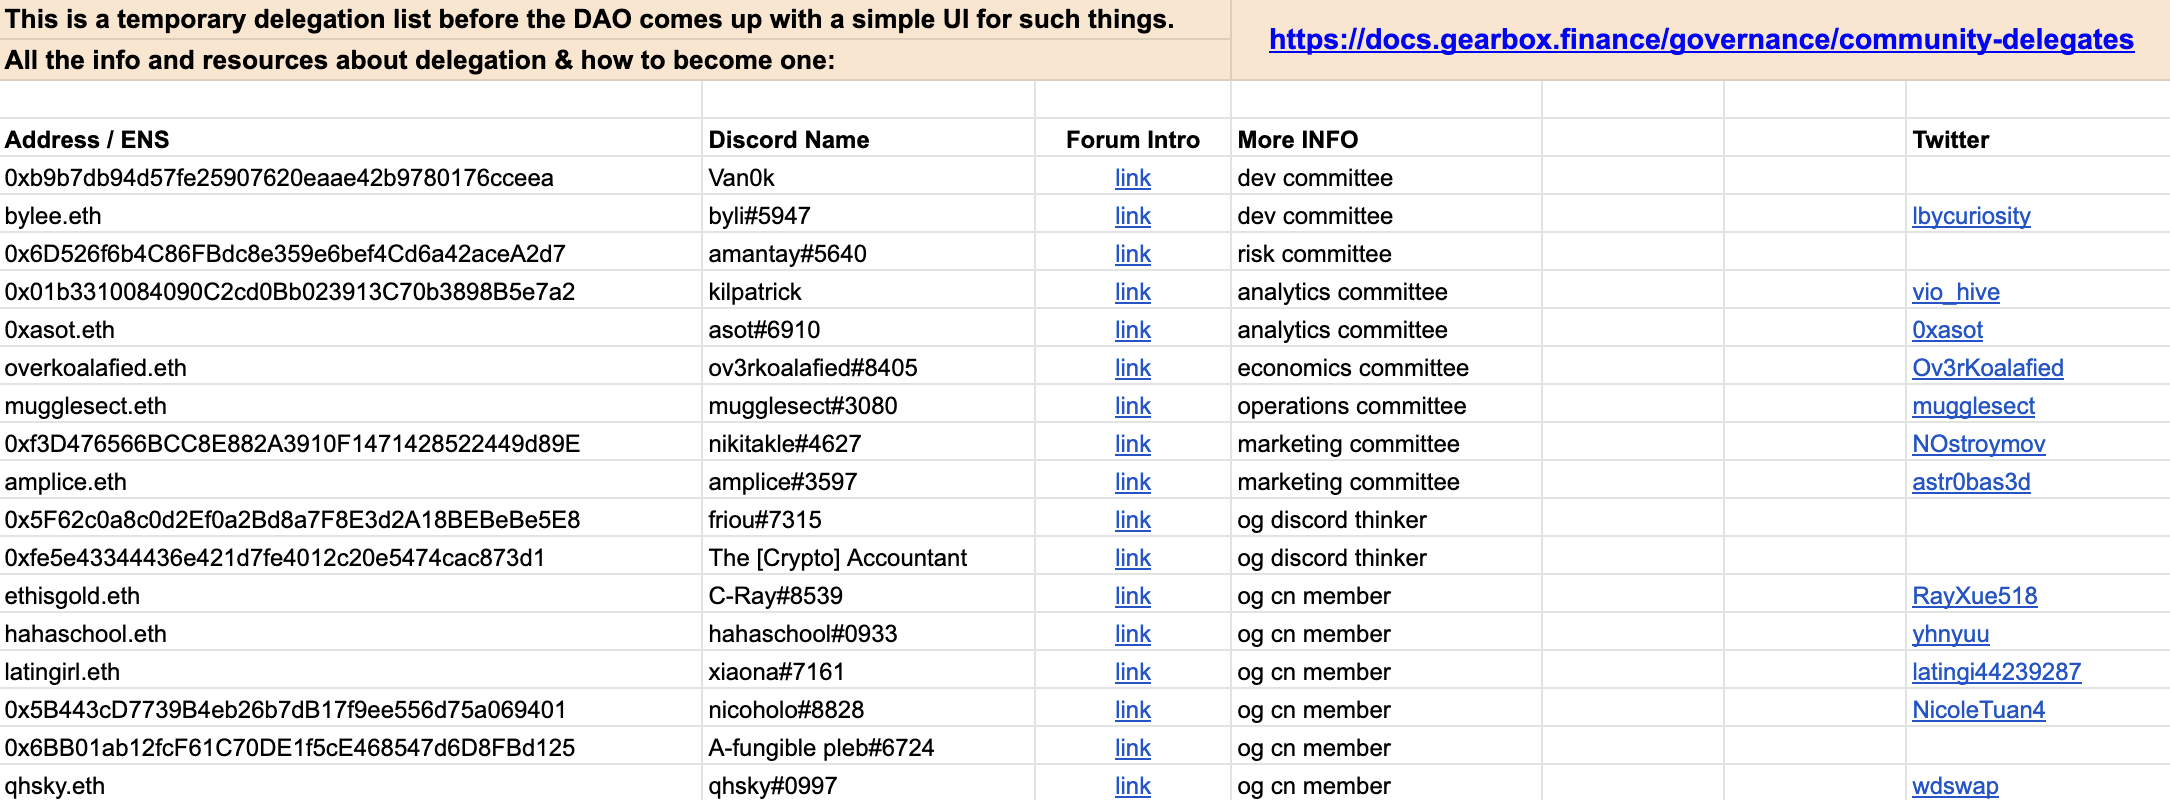 This is a temporary delegation list before the DAO comes up with a simple UI for such things.
All the info and resources about delegation & how to become one:
https://docs.gearbox.finance/governance/community-delegates
Address / ENS Discord Name Forum Intro More INFO Twitter
0xb9b7db94d57fe25907620eaae42b9780176cceea Van0k link dev committee
bylee.eth byli#5947 link dev committee lbycuriosity
0x6D526f6b4C86FBdc8e359e6bef4Cd6a42aceA2d7 amantay#5640 link risk committee
0x01b3310084090C2cd0Bb023913C70b3898B5e7a2 kilpatrick link analytics committee vio_hive
0xasot.eth asot#6910 link analytics committee 0xasot
overkoalafied.eth ov3rkoalafied#8405 link economics committee Ov3rKoalafied
mugglesect.eth mugglesect#3080 link operations committee mugglesect
0xf3D476566BCC8E882A3910F1471428522449d89E nikitakle#4627 link marketing committee NOstroymov
amplice.eth amplice#3597 link marketing committee astr0bas3d
0x5F62c0a8c0d2Ef0a2Bd8a7F8E3d2A18BEBeBe5E8 friou#7315 link og discord thinker
0xfe5e43344436e421d7fe4012c20e5474cac873d1 The [Crypto] Accountant link og discord thinker
ethisgold.eth C-Ray#8539 link og cn member RayXue518
hahaschool.eth hahaschool#0933 link og cn member yhnyuu
latingirl.eth xiaona#7161 link og cn member latingi44239287
0x5B443cD7739B4eb26b7dB17f9ee556d75a069401 nicoholo#8828 link og cn member NicoleTuan4
0x6BB01ab12fcF61C70DE1f5cE468547d6D8FBd125 A-fungible pleb#6724 link og cn member
qhsky.eth qhsky#0997 link og cn member wdswap